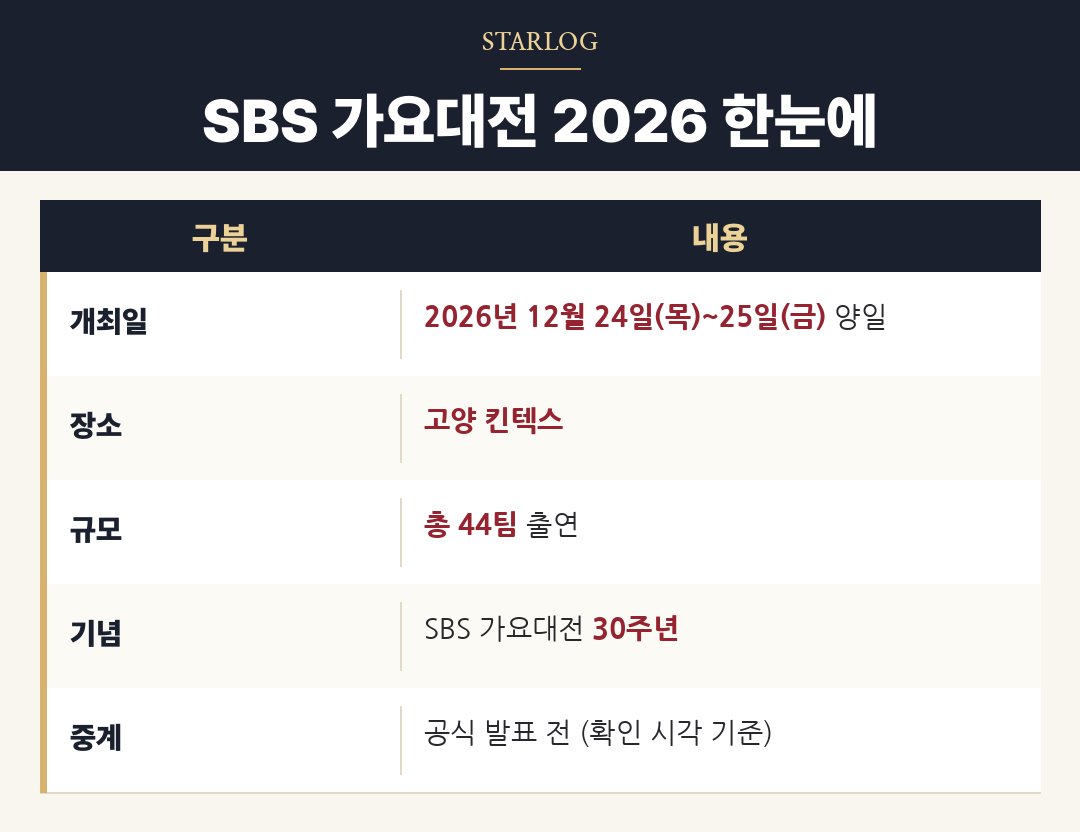 STARLOG
SBS 가요대전 2026 한눈에
구분 내용
개최일 2026년 12월 24일(목)~25일(금) 양일
장소 고양 킨텍스
규모 총 44팀 출연
기념 SBS 가요대전 30주년
중계 공식 발표 전 (확인 시각 기준)